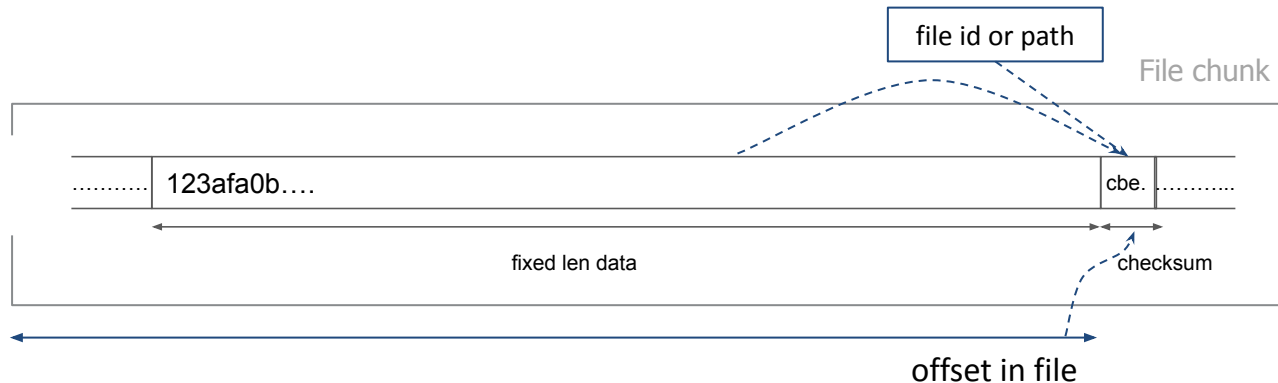 file id or path
File chunk
........... 123afa0b…. cbe. ………...
fixed len data checksum
offset in file